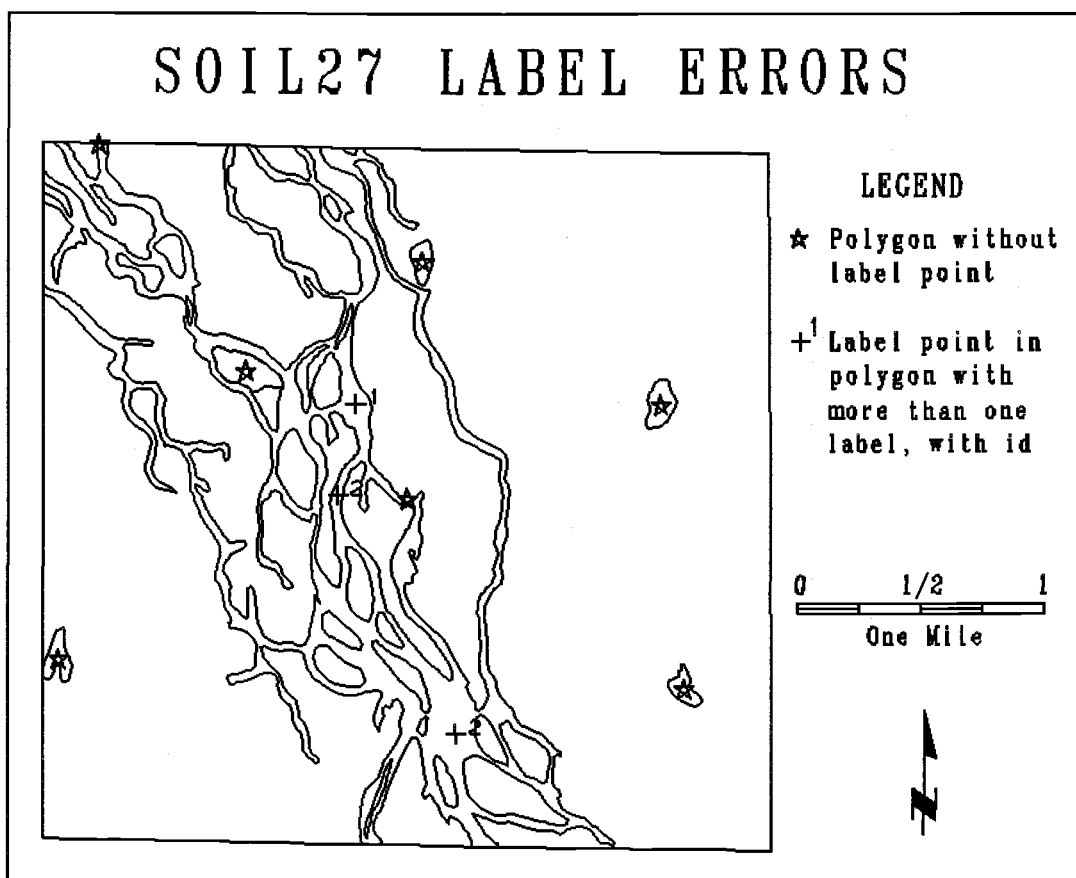 SOIL27 LABEL ERRORS
LEGEND
Polygon without
label point
1 Label point in
polygon with
more than one
label, with id
1
2
0 1/2 1
One Mile
N